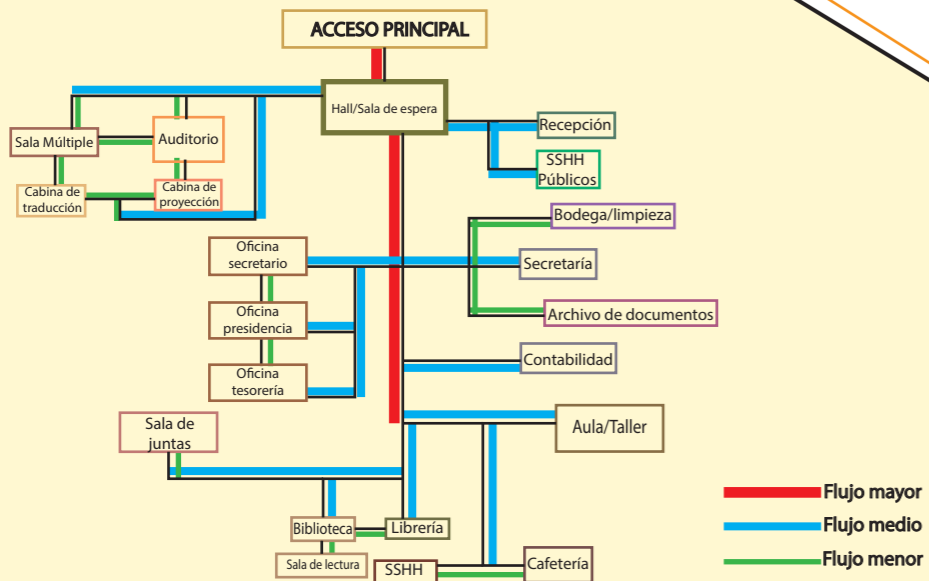 ACCESO PRINCIPAL
Hall/Sala de espera
Recepción
SSHH
Públicos
Sala Múltiple
Auditorio
Cabina de
traducción
Cabina de
proyección
Bodega/limpieza
Oficina
secretario
Secretaría
Oficina
presidencia
Archivo de documentos
Oficina
tesorería
Contabilidad
Sala de
juntas
Aula/Taller
Biblioteca
Librería
Sala de lectura
SSHH
Cafetería
Flujo mayor
Flujo medio
Flujo menor